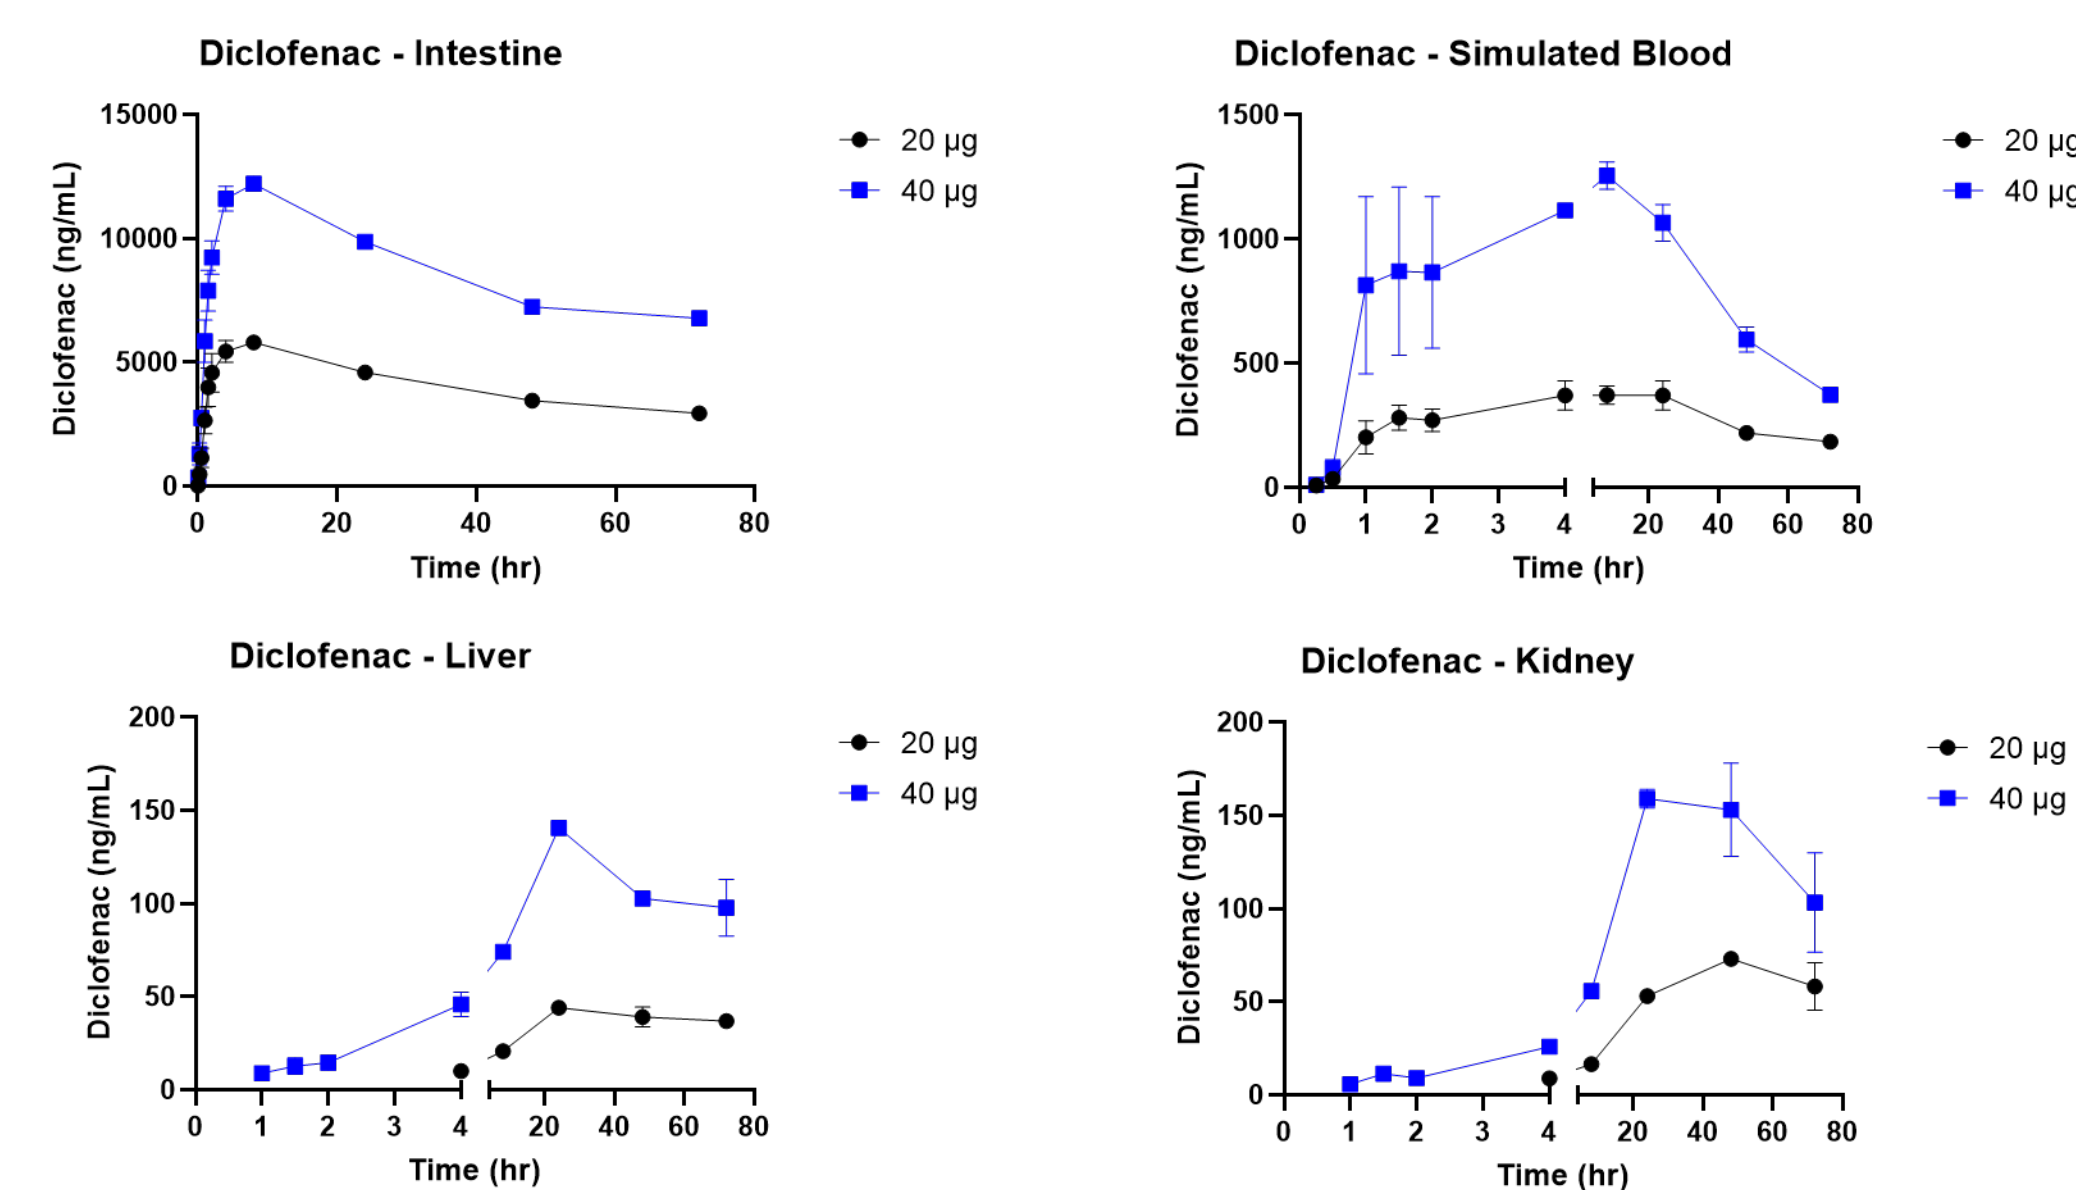 Diclofenac - Intestine
Diclofenac (ng/mL)
15000
10000
5000
0
0 20 40 60 80
Time (hr)
20 µg
40 µg
Diclofenac - Simulated Blood
Diclofenac (ng/mL)
1500
1000
500
0
0 1 2 3 4 20 40 60 80
Time (hr)
20 µg
40 µg
Diclofenac - Liver
Diclofenac (ng/mL)
200
150
100
50
0
0 1 2 3 4 20 40 60 80
Time (hr)
20 µg
40 µg
Diclofenac - Kidney
Diclofenac (ng/mL)
200
150
100
50
0
0 1 2 3 4 20 40 60 80
Time (hr)
20 µg
40 µg